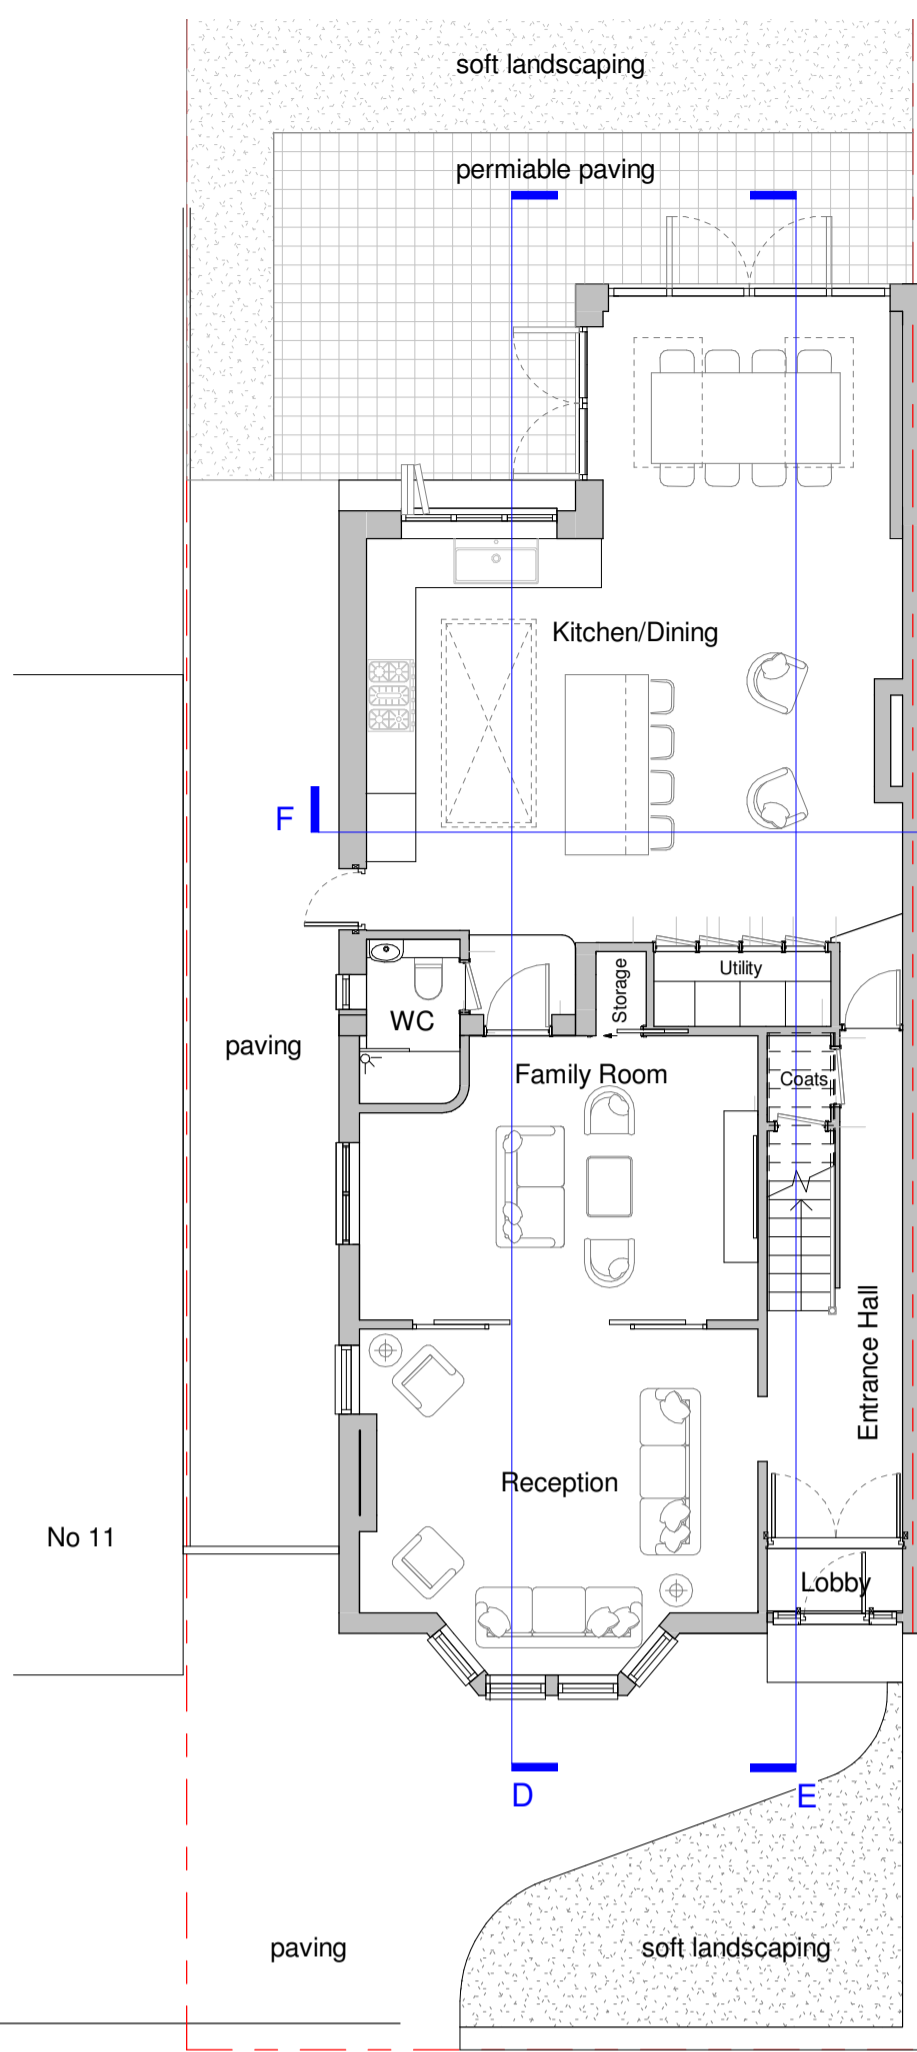 soft landscaping
permiable paving
Kitchen/Dining
F
Utility
Storage
WC
paving
Family Room
Coats
Entrance Hall
Reception
No 11
Lobby
D
E
paving
soft landscaping